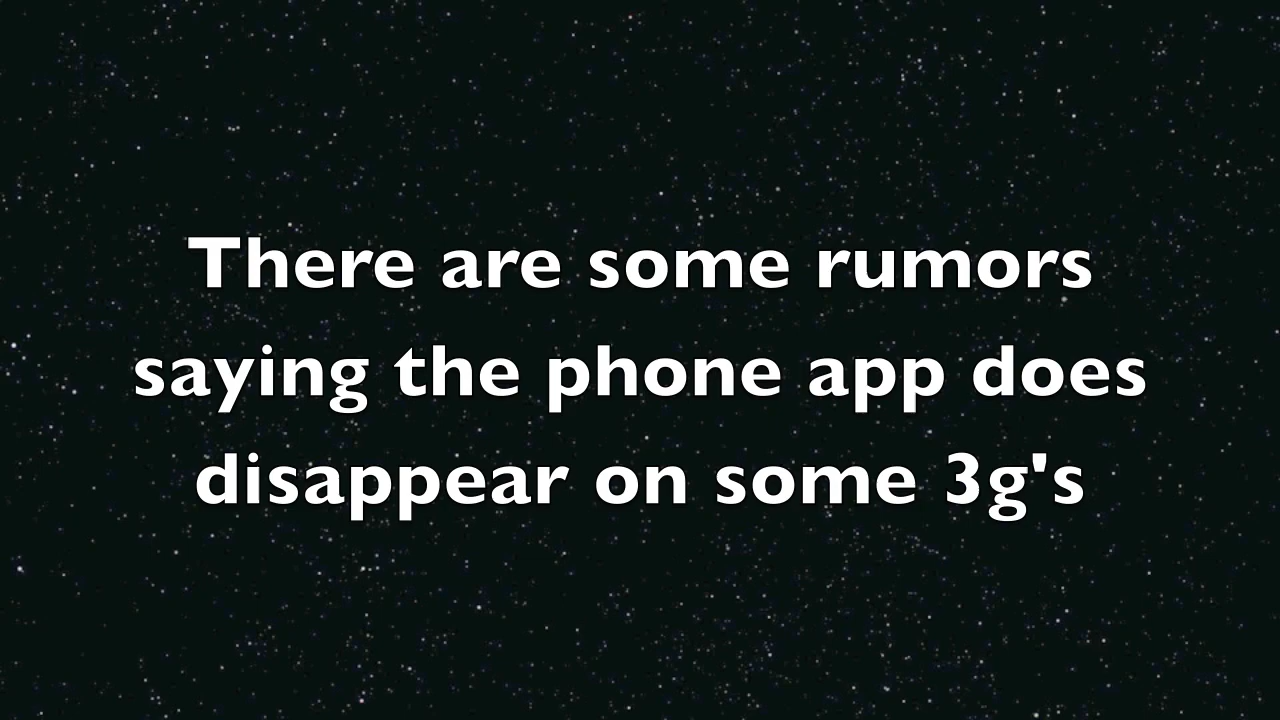 There are some rumors
saying the phone app does
disappear on some 3g's